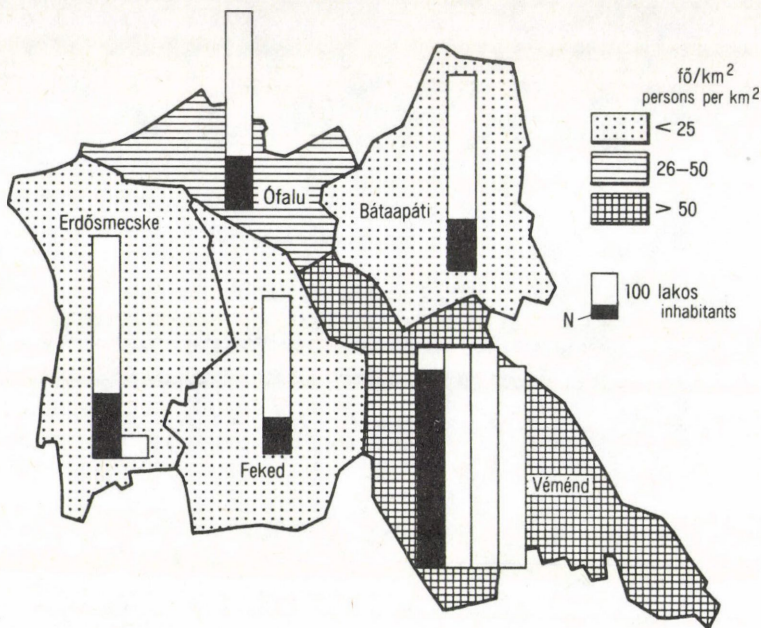 fő/km²
persons per km²
< 25
26–50
> 50
100 lakos
inhabitants
N
Ófalu
Bátaapáti
Erdősmecske
Feked
Véménd